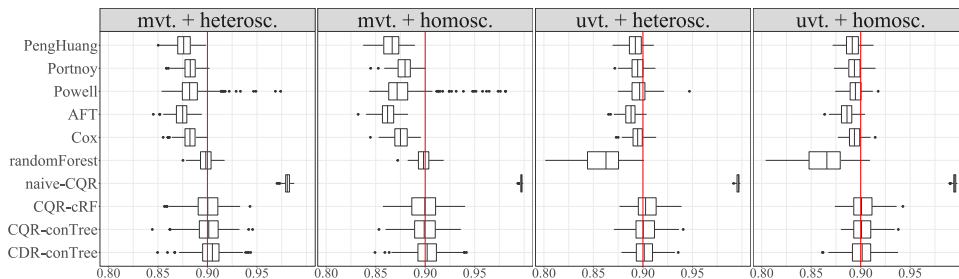 mvt. + heterosc. mvt. + homosc. uvt. + heterosc. uvt. + homosc.
PengHuang
Portnoy
Powell
AFT
Cox
randomForest
naive-CQR
CQR-cRF
CQR-conTree
CDR-conTree
0.80 0.85 0.90 0.95 0.80 0.85 0.90 0.95 0.80 0.85 0.90 0.95 0.80 0.85 0.90 0.95